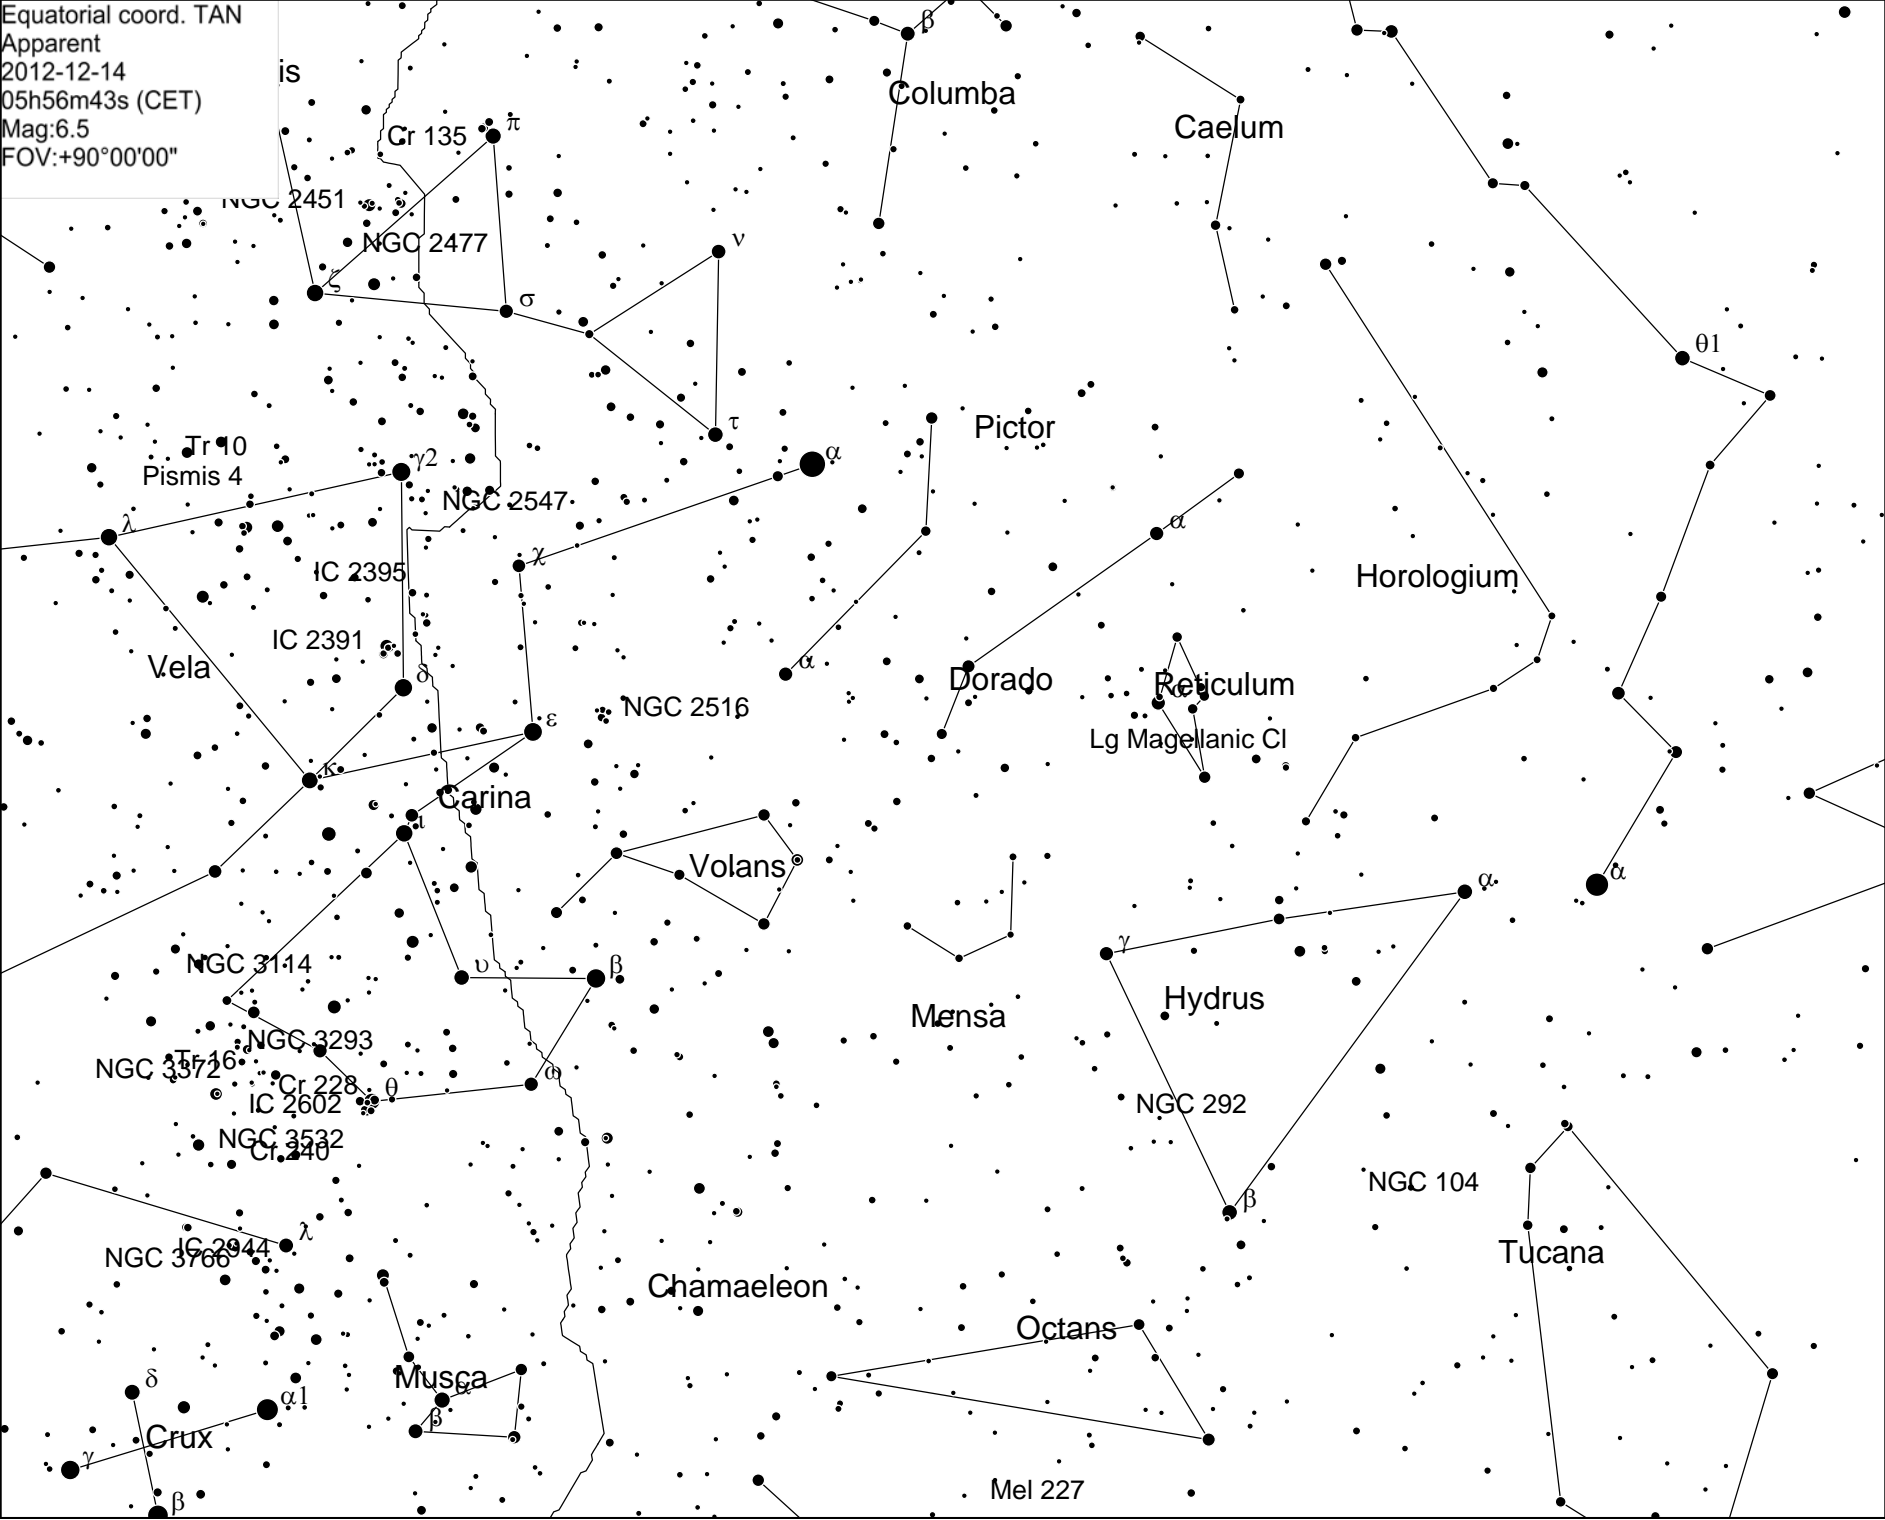 Equatorial coord. TAN
Apparent
2012-12-14
05h56m43s (CET)
Mag:6.5
FOV:+90°00'00"
is
β
Columba
Caelum
Cr 135
π
NGC 2451
NGC 2477
ν
ζ
σ
θ1
τ
Pictor
Tr 10
γ2
α
Pismis 4
NGC 2547
λ
α
χ
IC 2395
Horologium
IC 2391
Vela
δ
α
Dorado
Reticulum
α
NGC 2516
ε
Lg Magellanic Cl
κ
Carina
ι
Volans
α
α
γ
NGC 3114
υ
β
Hydrus
Mensa
NGC 3293
Tr 16
NGC 3372
ω
Cr 228
θ
IC 2602
NGC 292
NGC 3532
Cr 240
NGC 104
β
λ
IC 2944
NGC 3766
Tucana
Chamaeleon
Octans
Musca
δ
α
α1
β
Crux
γ
Mel 227
β